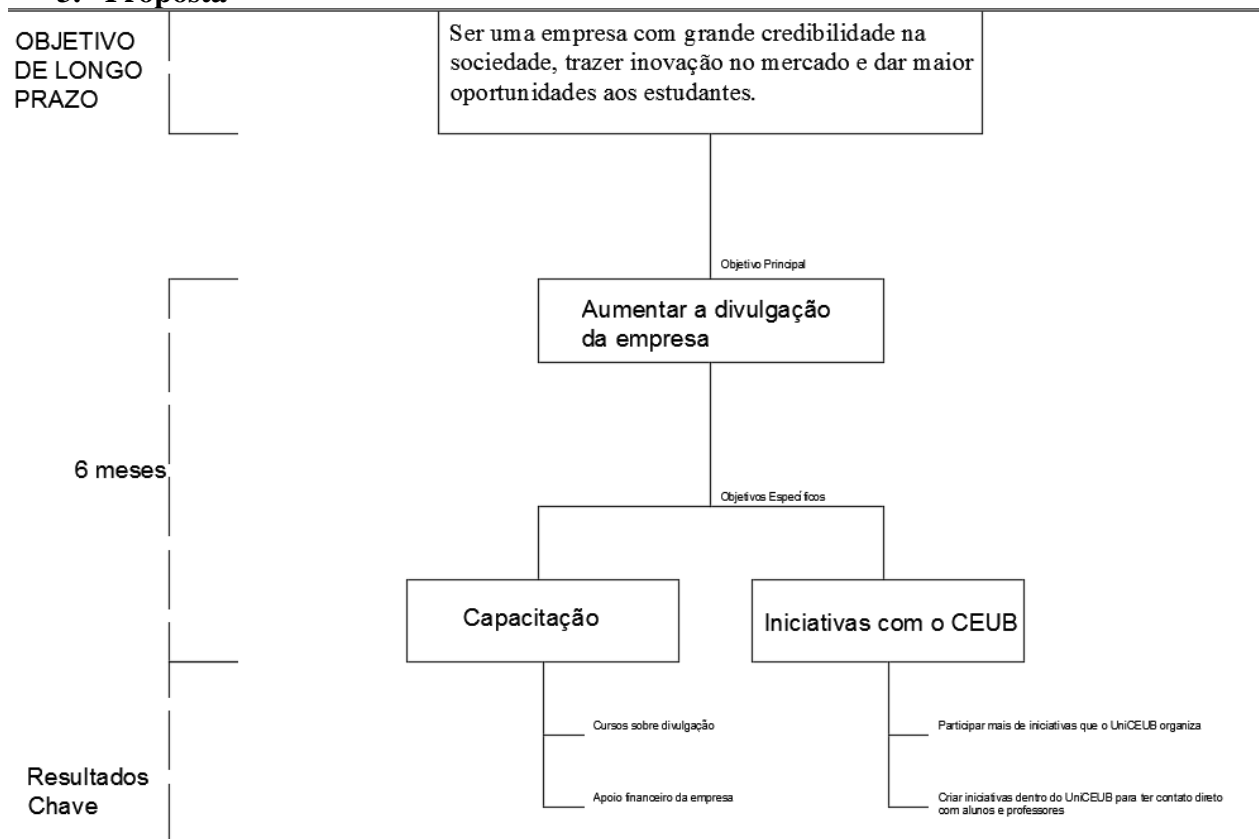 Proposta
OBJETIVO
DE LONGO
PRAZO
Ser uma empresa com grande credibilidade na
sociedade, trazer inovação no mercado e dar maior
oportunidades aos estudantes.
Objetivo Principal
Aumentar a divulgação
da empresa
6 meses
Objetivos Específicos
Capacitação
Iniciativas com o CEUB
Cursos sobre divulgação
Participar mais de iniciativas que o UniCEUB organiza
Resultados
Chave
Apoio financeiro da empresa
Criar iniciativas dentro do UniCEUB para ter contato direto
com alunos e professores